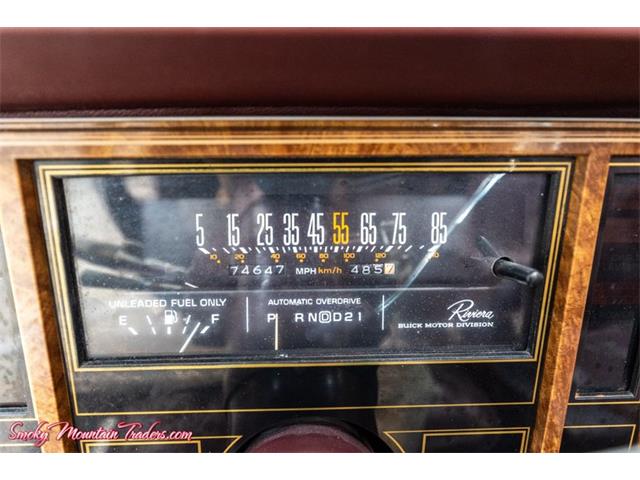 5 15 25 35 45 55 65 75 85
10 20 40 60 80 100 120
74647 MPH km/h 4857
UNLEADED FUEL ONLY AUTOMATIC OVERDRIVE Riviera
E F P R N D D 2 1 BUICK MOTOR DIVISION
Smoky Mountain Traders.com